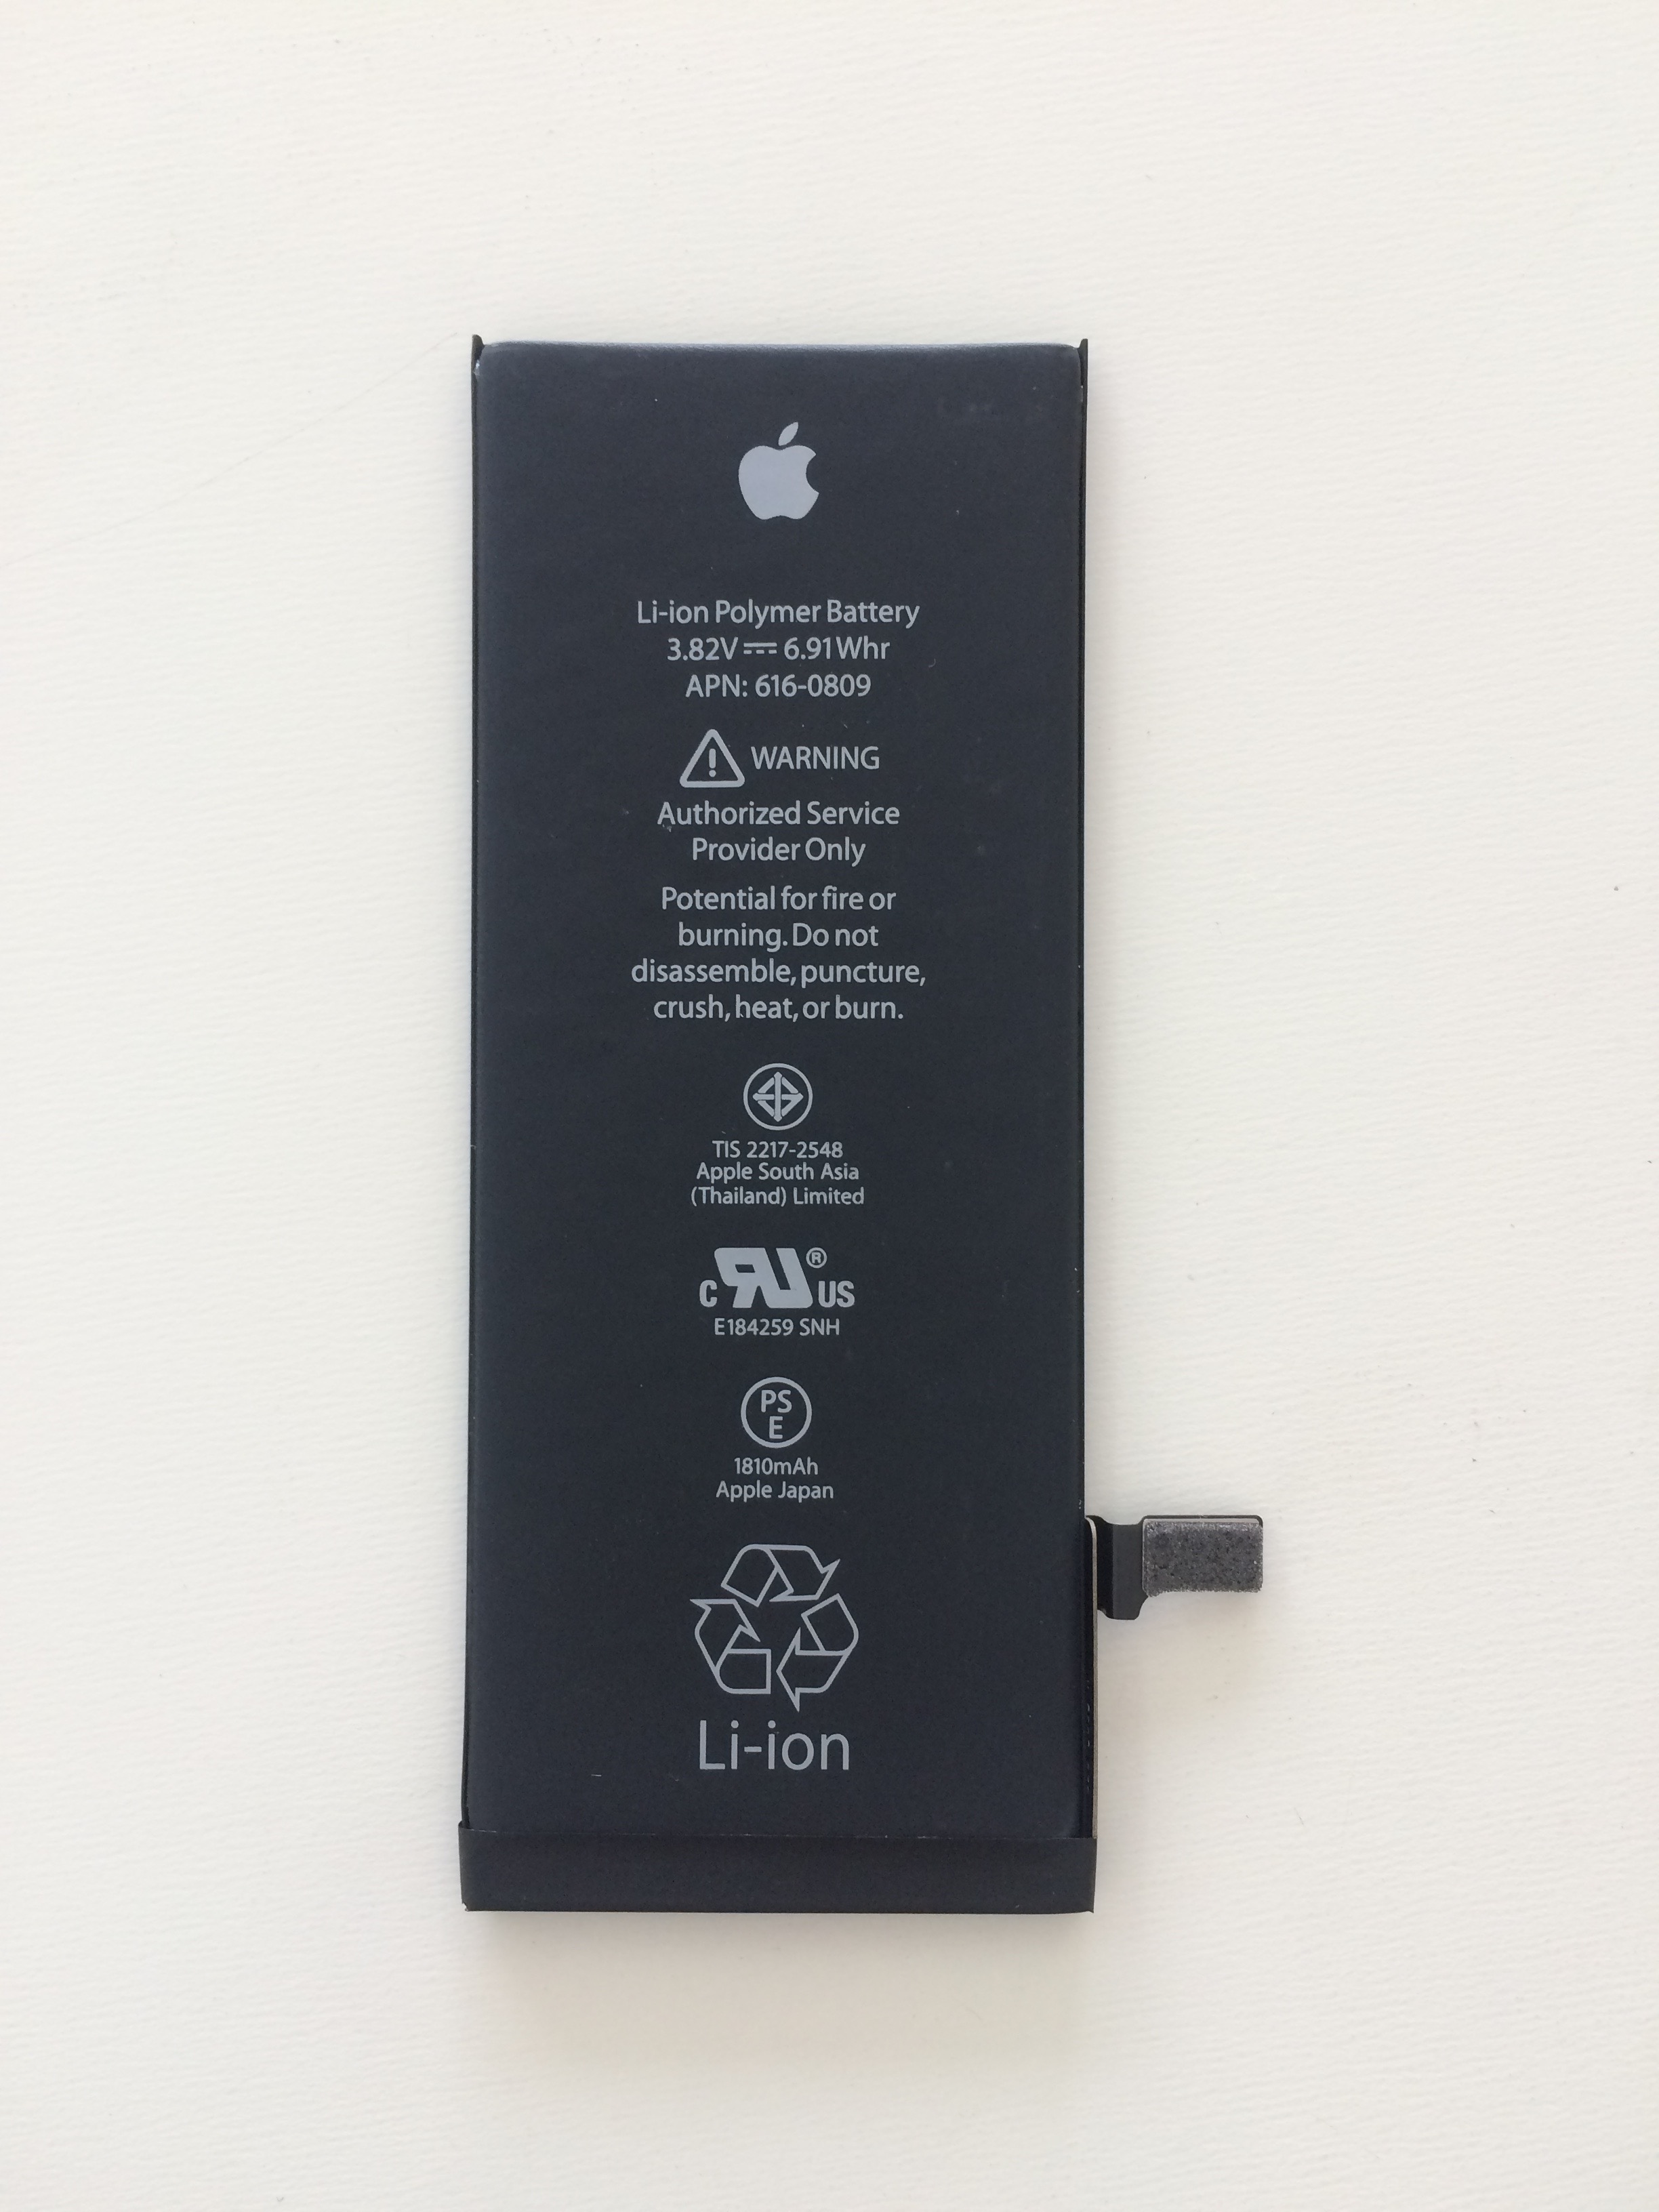 Li-ion Polymer Battery
3.82V⎓6.91Whr
APN: 616-0809
WARNING
Authorized Service
Provider Only
Potential for fire or
burning. Do not
disassemble, puncture,
crush, heat, or burn.
TIS 2217-2548
Apple South Asia
(Thailand) Limited
c RU® US
E184259 SNH
PS
E
1810mAh
Apple Japan
Li-ion